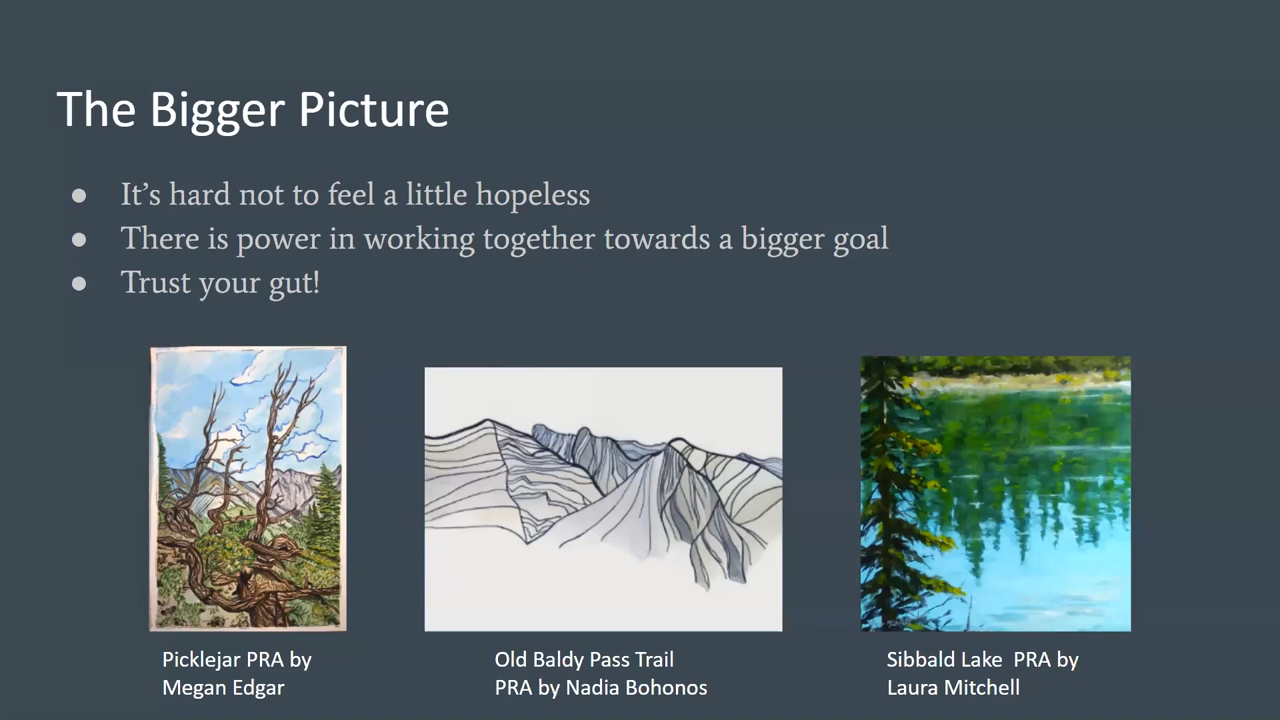 The Bigger Picture
● It’s hard not to feel a little hopeless
● There is power in working together towards a bigger goal
● Trust your gut!
Picklejar PRA by
Megan Edgar
Old Baldy Pass Trail
PRA by Nadia Bohonos
Sibbald Lake  PRA by
Laura Mitchell